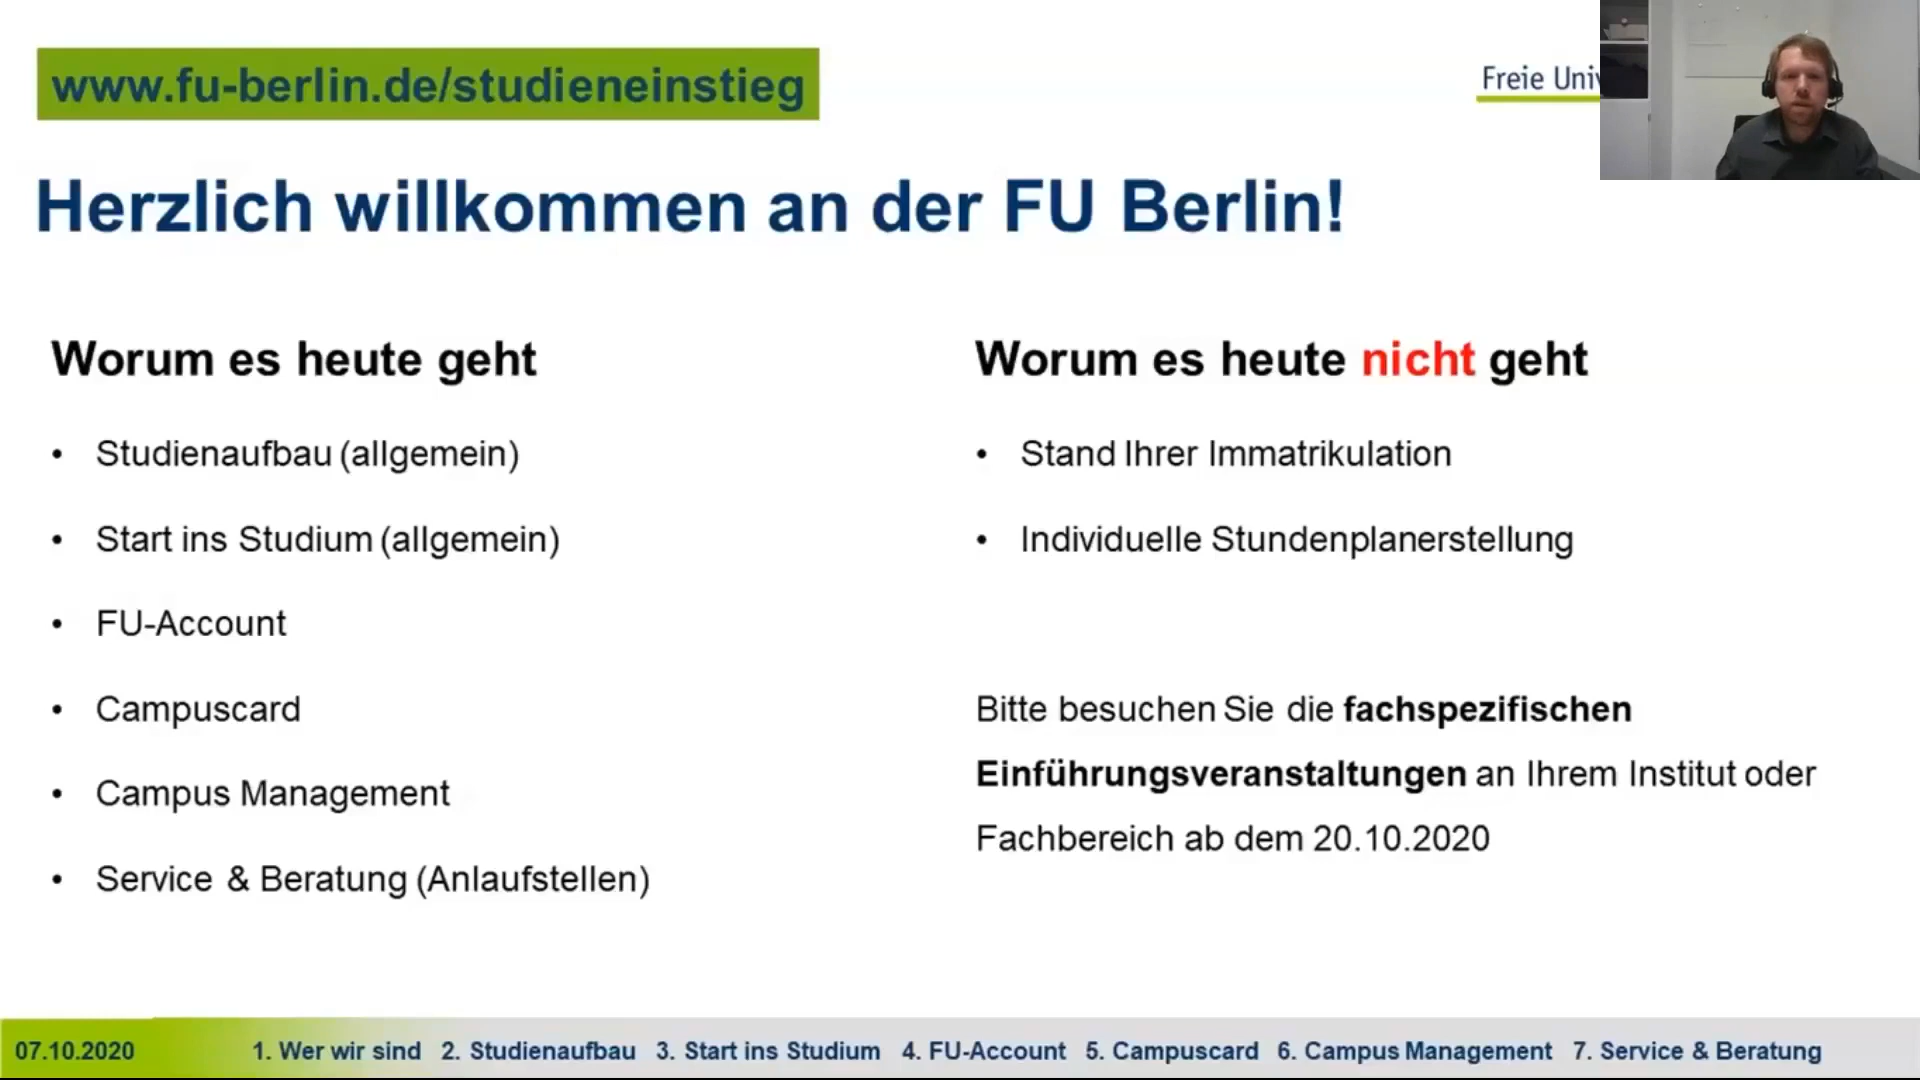 www.fu-berlin.de/studieneinstieg
Freie Univ
Herzlich willkommen an der FU Berlin!
Worum es heute geht
• Studienaufbau (allgemein)
• Start ins Studium (allgemein)
• FU-Account
• Campuscard
• Campus Management
• Service & Beratung (Anlaufstellen)
Worum es heute nicht geht
• Stand Ihrer Immatrikulation
• Individuelle Stundenplanerstellung
Bitte besuchen Sie die fachspezifischen
Einführungsveranstaltungen an Ihrem Institut oder
Fachbereich ab dem 20.10.2020
07.10.2020 1. Wer wir sind 2. Studienaufbau 3. Start ins Studium 4. FU-Account 5. Campuscard 6. Campus Management 7. Service & Beratung